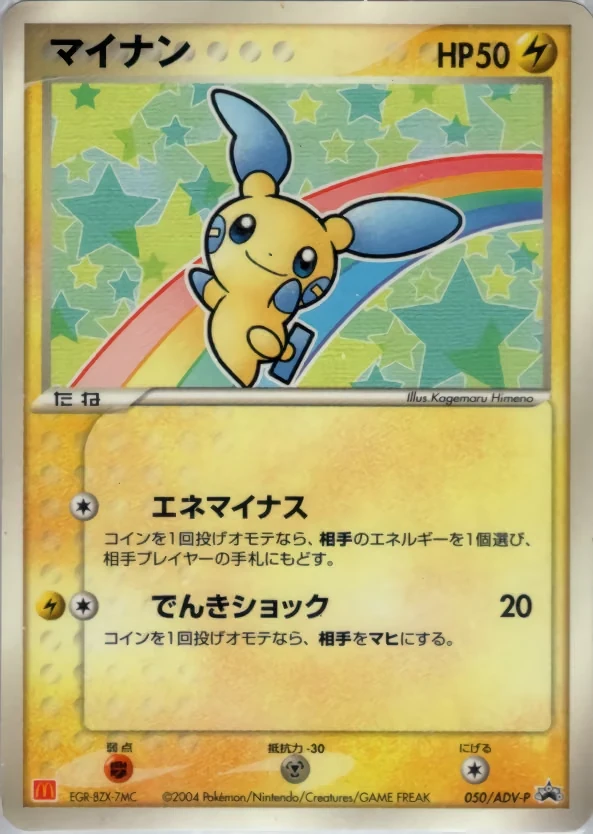 マイナン HP50
たね Illus.Kagemaru Himeno
エネマイナス
コインを1回投げオモテなら、相手のエネルギーを1個選び、
相手プレイヤーの手札にもどす。
でんきショック 20
コインを1回投げオモテなら、相手をマヒにする。
弱点 抵抗力-30 にげる
EGR-BZX-7MC ©2004 Pokémon/Nintendo/Creatures/GAME FREAK 050/ADV-P